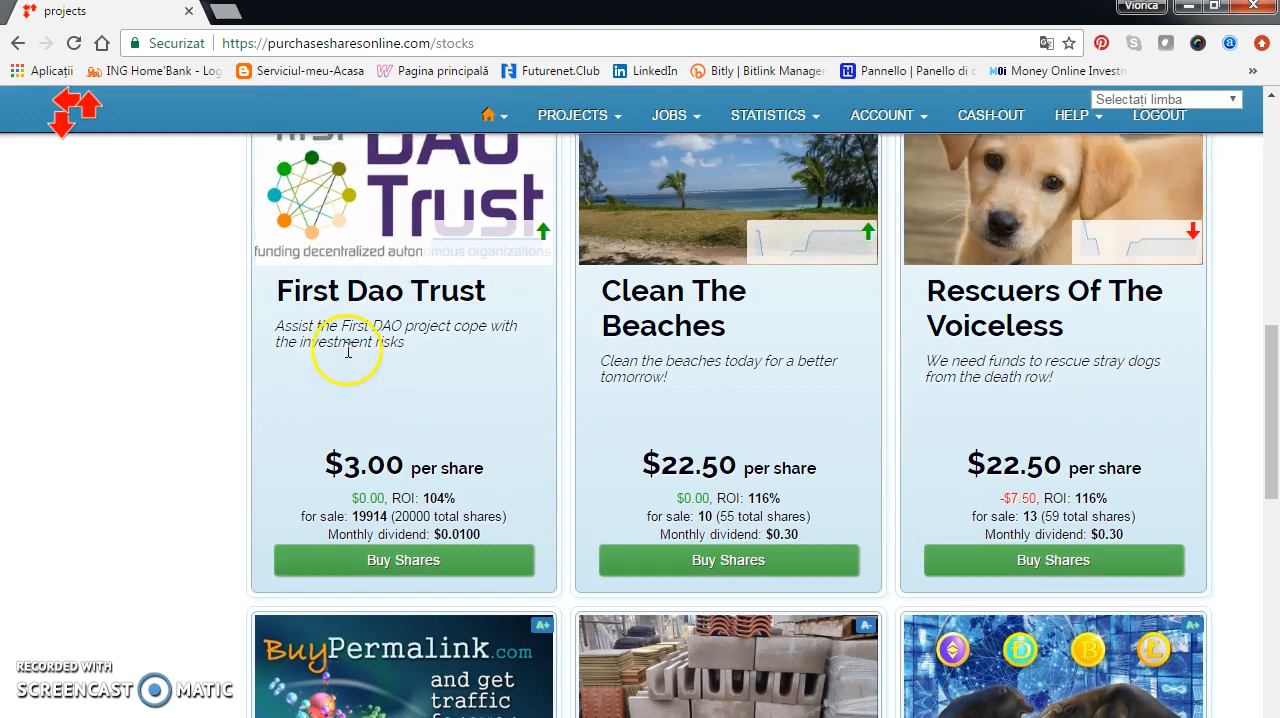 projects
Viorica
Securizat
https://purchasesharesonline.com/stocks
Aplicații
ING Home'Bank - Log
Serviciul-meu-Acasa
Pagina principală
Futurenet.Club
LinkedIn
Bitly | Bitlink Manager
Pannello | Panano di c
Money Online Investm
»
Selectați limba
PROJECTS
JOBS
STATISTICS
ACCOUNT
CASH-OUT
HELP
LOGOUT
DAO
Trust
funding decentralized autonomous organizations
First Dao Trust
Assist the First DAO project cope with
the investment risks
$3.00 per share
$0.00, ROI: 104%
for sale: 19914 (20000 total shares)
Monthly dividend: $0.0100
Buy Shares
Clean The
Beaches
Clean the beaches today for a better
tomorrow!
$22.50 per share
$0.00, ROI: 116%
for sale: 10 (55 total shares)
Monthly dividend: $0.30
Buy Shares
Rescuers Of The
Voiceless
We need funds to rescue stray dogs
from the death row!
$22.50 per share
-$7.50, ROI: 116%
for sale: 13 (59 total shares)
Monthly dividend: $0.30
Buy Shares
A+
BuyPermalink.com
and get
traffic
A-
A+
RECORDED WITH
SCREENCAST MATIC